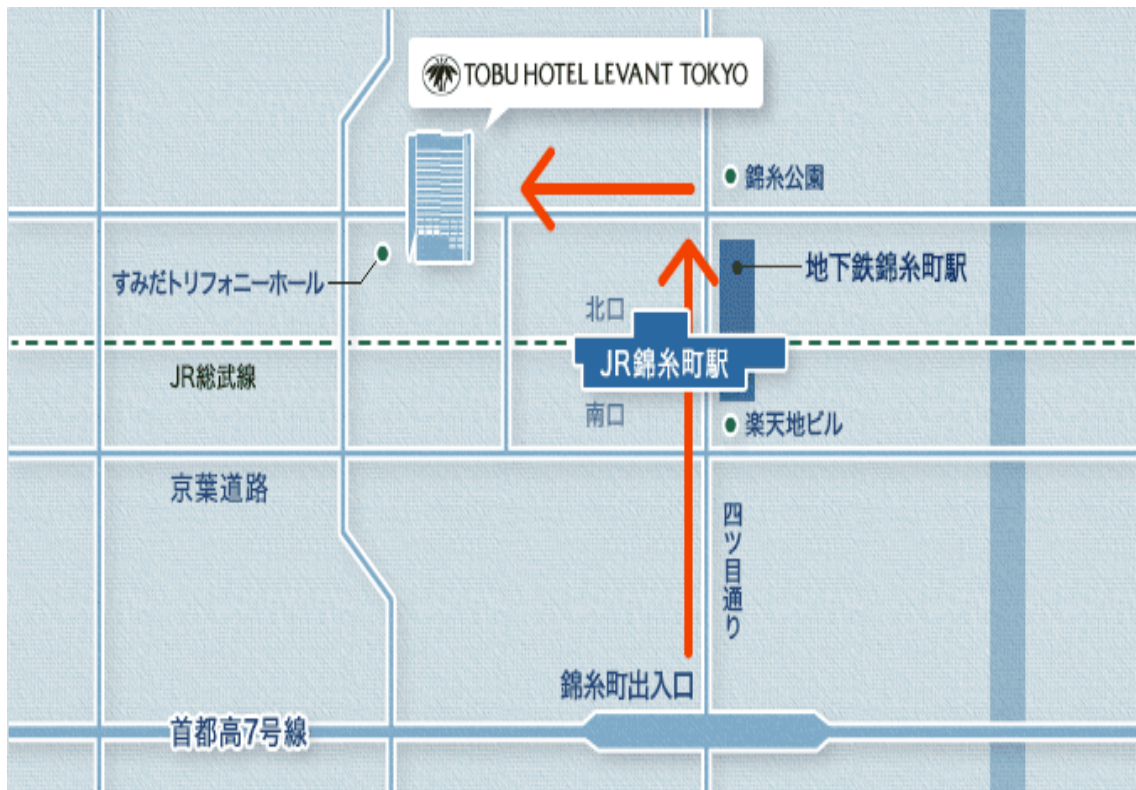 TOBU HOTEL LEVANT TOKYO
錦糸公園
地下鉄錦糸町駅
すみだトリフォニーホール
北口
JR錦糸町駅
JR総武線
南口
楽天地ビル
京葉道路
四ツ目通り
錦糸町出入口
首都高7号線